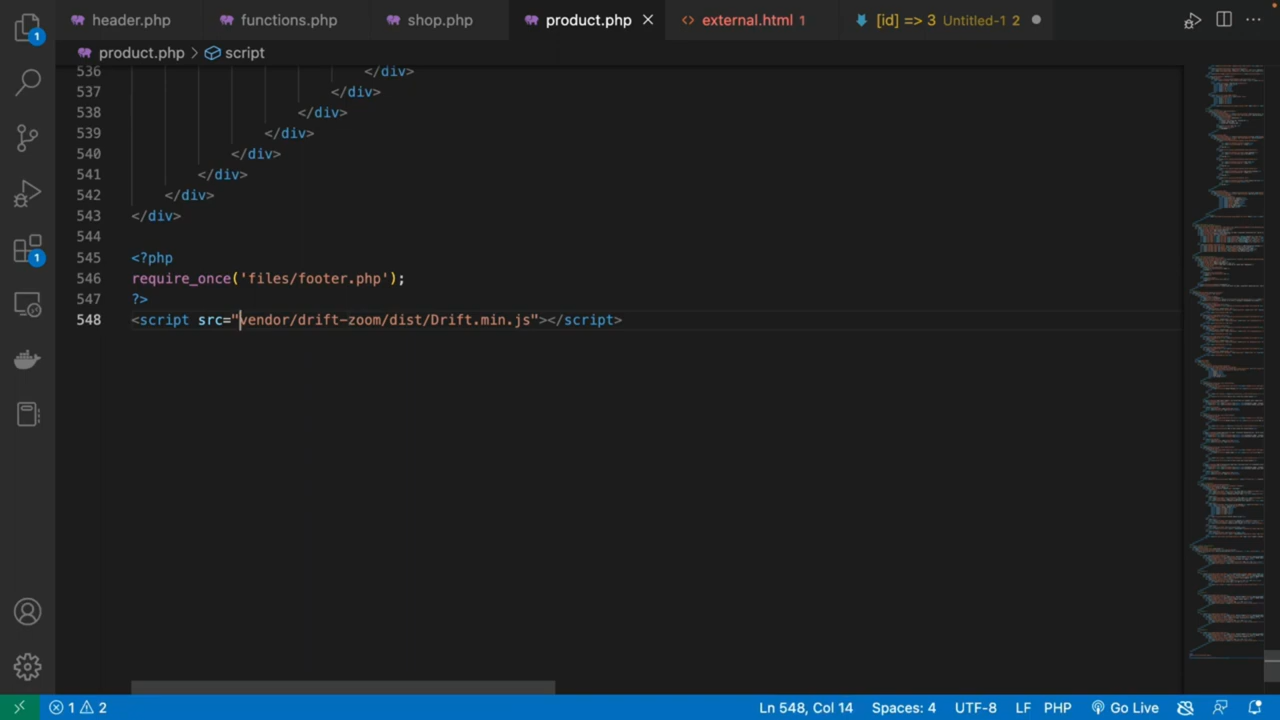 header.php functions.php shop.php product.php external.html 1 [id] => 3 Untitled-1 2
product.php > script
536 </div>
537 </div>
538 </div>
539 </div>
540 </div>
541 </div>
542 </div>
543 </div>
544
545 <?php
546 require_once('files/footer.php');
547 ?>
548 <script src="vendor/drift-zoom/dist/Drift.min.js"></script>
1
1
1 2 Ln 548, Col 14 Spaces: 4 UTF-8 LF PHP Go Live